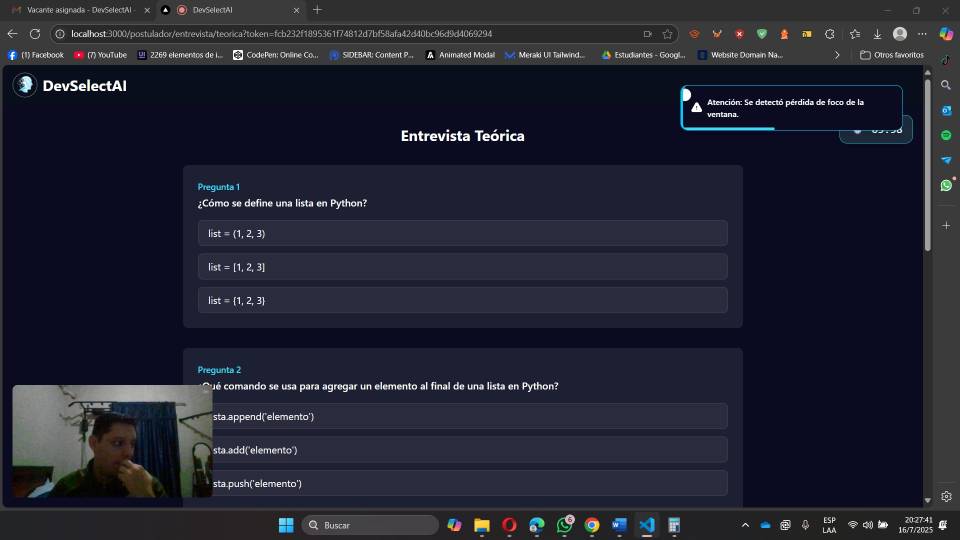 Vacante asignada - DevSelectAI -
DevSelectAI
localhost:3000/postulador/entrevista/teorica?token=fcb232f1895361f74812d7bf58afa42d40bc96d9d4069294
(1) Facebook
(7) YouTube
2269 elementos de i...
CodePen: Online Co...
SIDEBAR: Content P...
Animated Modal
Meraki UI Tailwind...
Estudiantes - Googl...
Website Domain Na...
Otros favoritos
DevSelectAI
Atención: Se detectó pérdida de foco de la
ventana.
Entrevista Teórica
Pregunta 1
¿Cómo se define una lista en Python?
list = (1, 2, 3)
list = [1, 2, 3]
list = {1, 2, 3}
Pregunta 2
¿Qué comando se usa para agregar un elemento al final de una lista en Python?
sta.append('elemento')
sta.add('elemento')
sta.push('elemento')
Buscar
6
ESP
LAA
20:27:41
16/7/2025